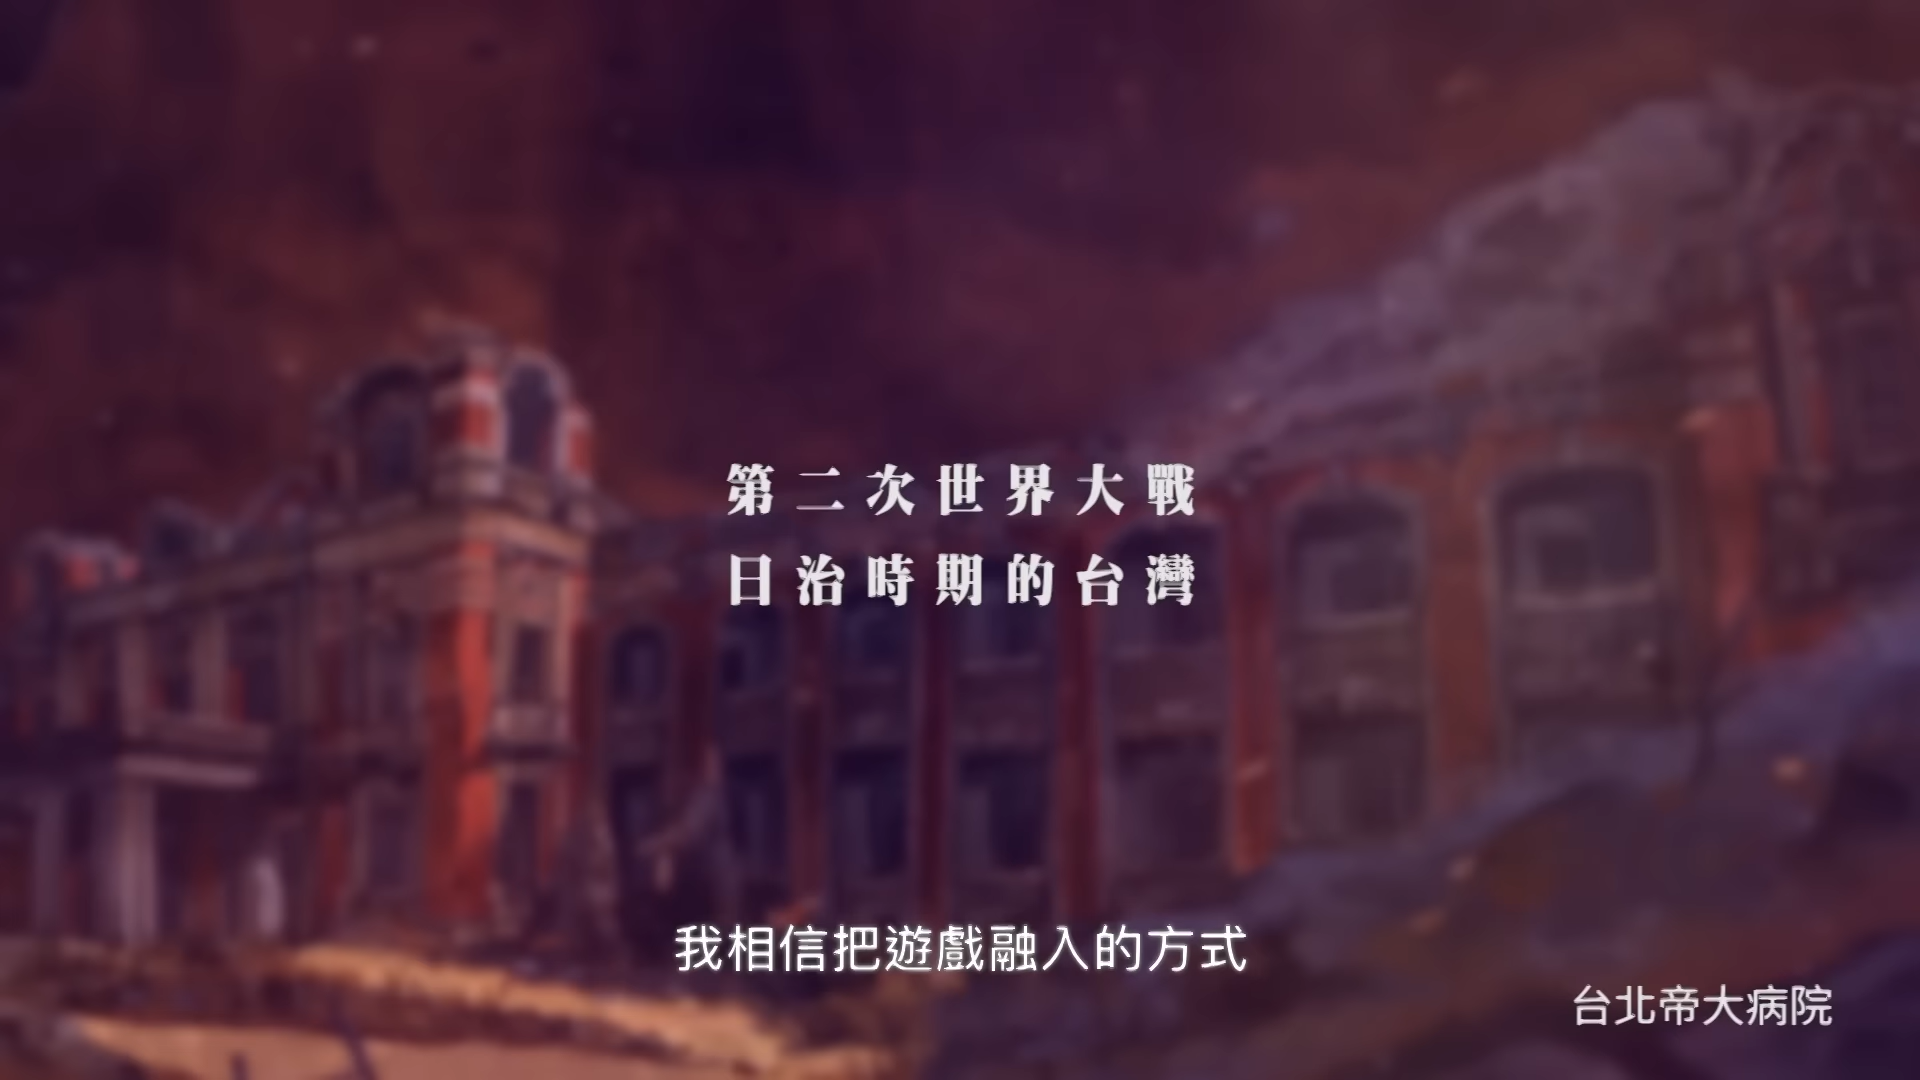 第二次世界大戰
日治時期的台灣
我相信把遊戲融入的方式
台北帝大病院